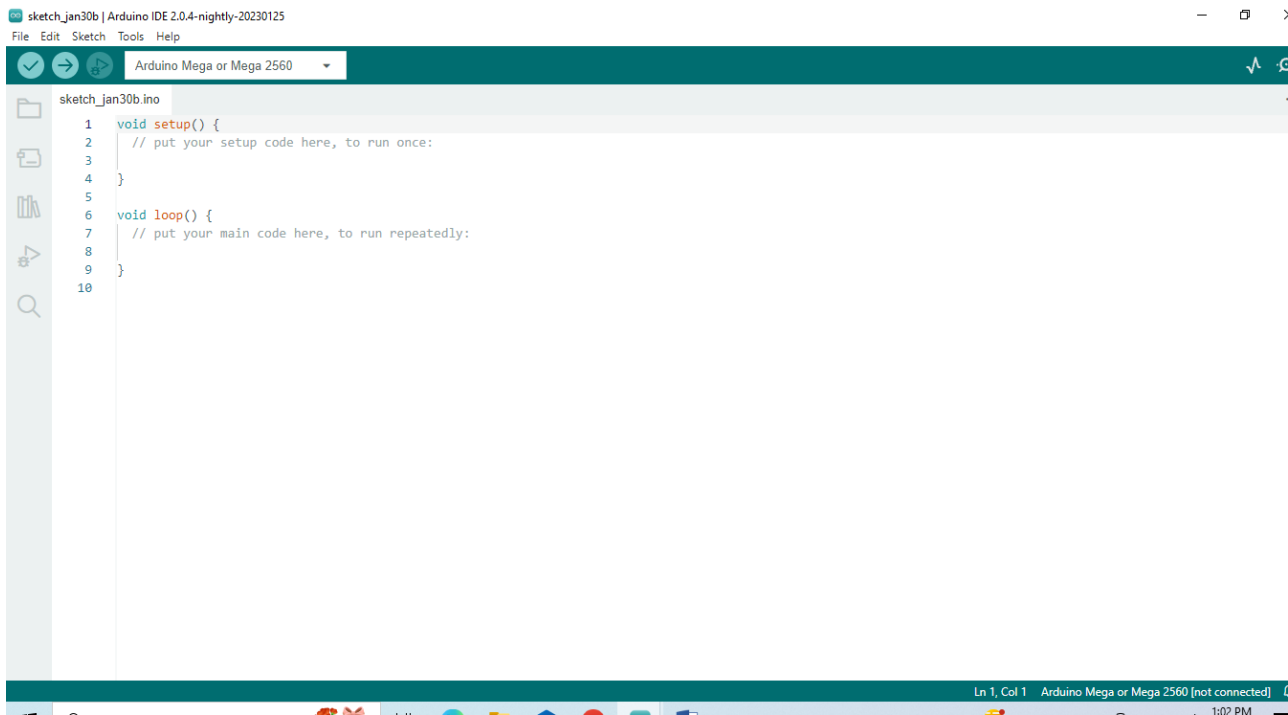 sketch_jan30b | Arduino IDE 2.0.4-nightly-20230125
File Edit Sketch Tools Help
Arduino Mega or Mega 2560
sketch_jan30b.ino
1 void setup() {
2 // put your setup code here, to run once:
3
4 }
5
6 void loop() {
7 // put your main code here, to run repeatedly:
8
9 }
10
Ln 1, Col 1 Arduino Mega or Mega 2560 [not connected]
1:02 PM